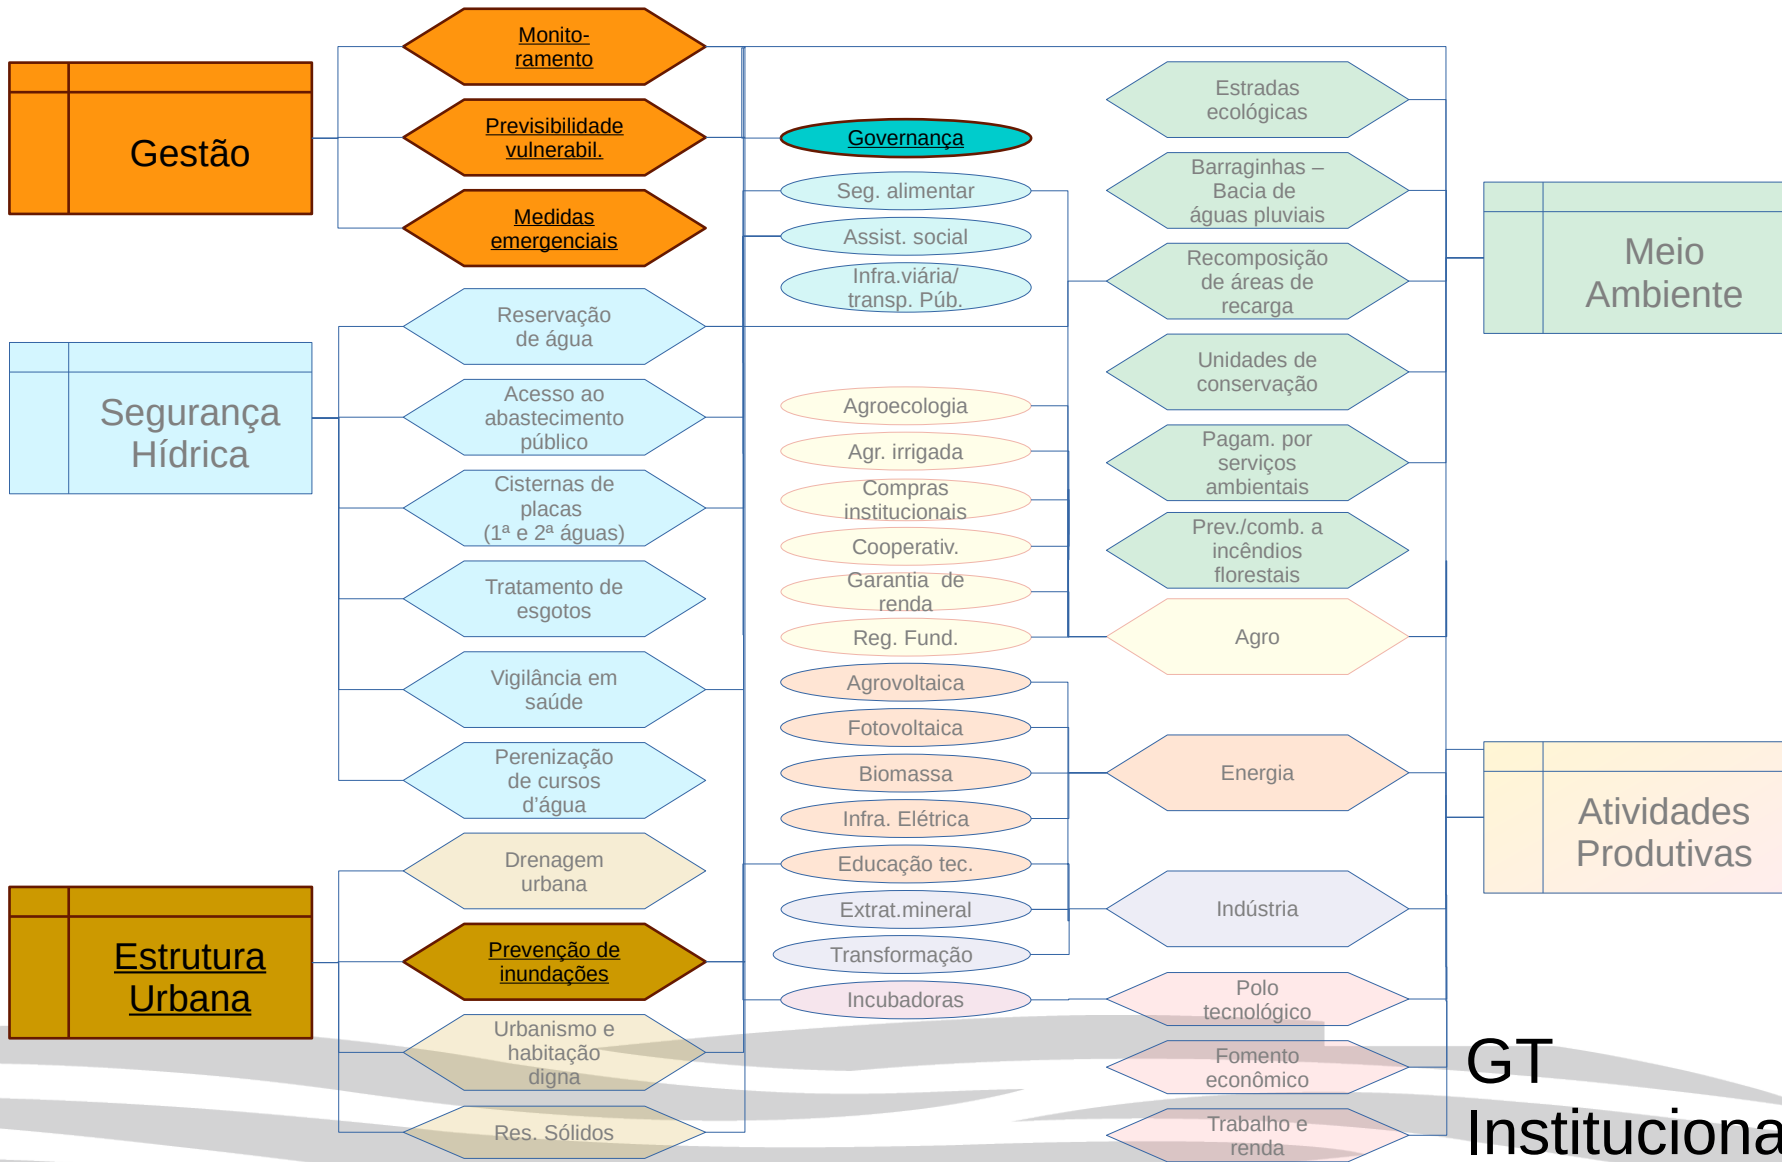 Gestão
Monito-
ramento
Previsibilidade
vulnerabil.
Medidas
emergenciais
Segurança
Hídrica
Reservação
de água
Acesso ao
abastecimento
público
Cisternas de
placas
(1ª e 2ª águas)
Tratamento de
esgotos
Vigilância em
saúde
Perenização
de cursos
d’água
Estrutura
Urbana
Drenagem
urbana
Prevenção de
inundações
Urbanismo e
habitação
digna
Res. Sólidos
Governança
Seg. alimentar
Assist. social
Infra.viária/
transp. Púb.
Agroecologia
Agr. irrigada
Compras
institucionais
Cooperativ.
Garantia de
renda
Reg. Fund.
Agrovoltaica
Fotovoltaica
Biomassa
Infra. Elétrica
Educação tec.
Extrat.mineral
Transformação
Incubadoras
Estradas
ecológicas
Barraginhas –
Bacia de
águas pluviais
Recomposição
de áreas de
recarga
Unidades de
conservação
Pagam. por
serviços
ambientais
Prev./comb. a
incêndios
florestais
Agro
Energia
Indústria
Polo
tecnológico
Fomento
econômico
Trabalho e
renda
Meio
Ambiente
Atividades
Produtivas
GT
Instituciona